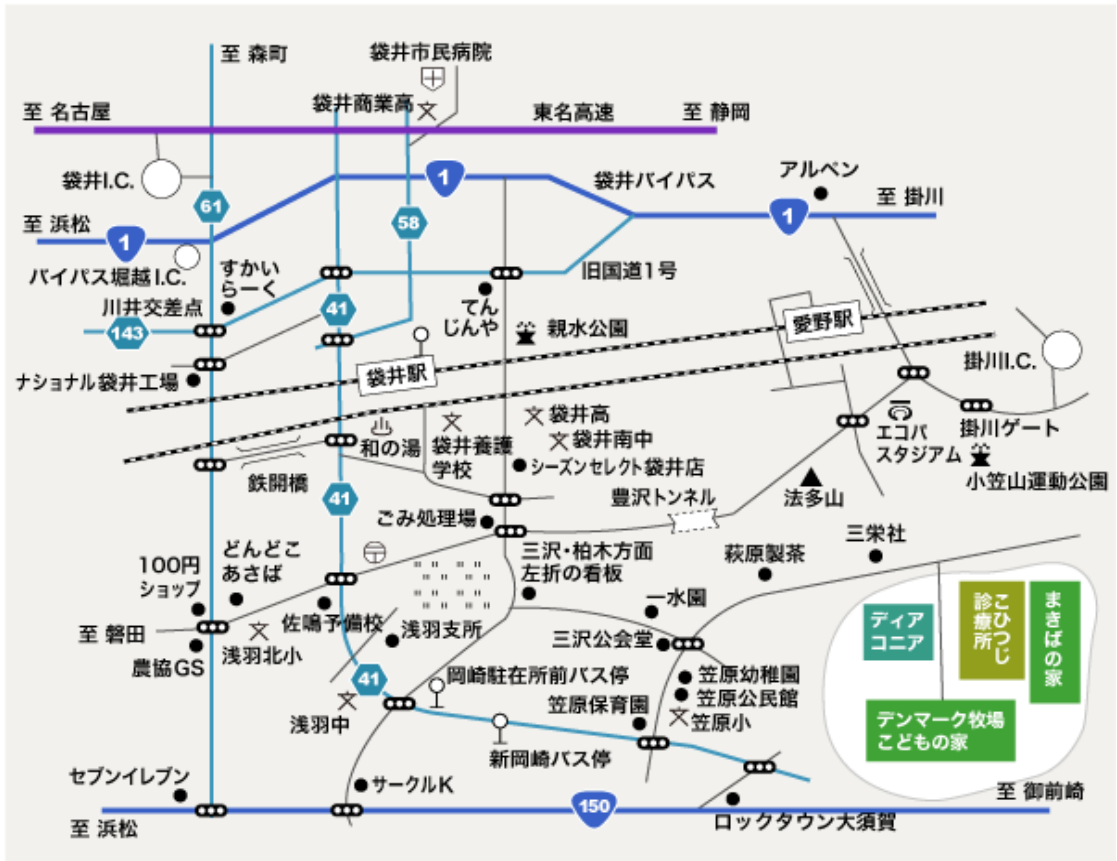 至 森町
袋井市民病院
袋井商業高
至 名古屋
東名高速
至 静岡
袋井I.C.
1
袋井バイパス
アルペン
至 掛川
61
58
1
至 浜松
1
バイパス堀越I.C.
すかい
らーく
旧国道1号
川井交差点
143
41
てん
じんや
親水公園
愛野駅
袋井駅
掛川I.C.
ナショナル袋井工場
和の湯
袋井養護
学校
袋井高
袋井南中
シーズンセレクト袋井店
エコパ
スタジアム
掛川ゲート
小笠山運動公園
鉄開橋
41
豊沢トンネル
法多山
ごみ処理場
三沢・柏木方面
左折の看板
萩原製茶
三栄社
100円
ショップ
どんどこ
あさば
一水園
至 磐田
佐鳴予備校
浅羽支所
三沢公会堂
農協GS
浅羽北小
41
岡崎駐在所前バス停
笠原幼稚園
笠原公民館
笠原小
笠原保育園
浅羽中
新岡崎バス停
ディア
コニア
こひつじ
診療所
まきばの家
デンマーク牧場
こどもの家
セブンイレブン
サークルK
150
至 御前崎
至 浜松
ロックタウン大須賀